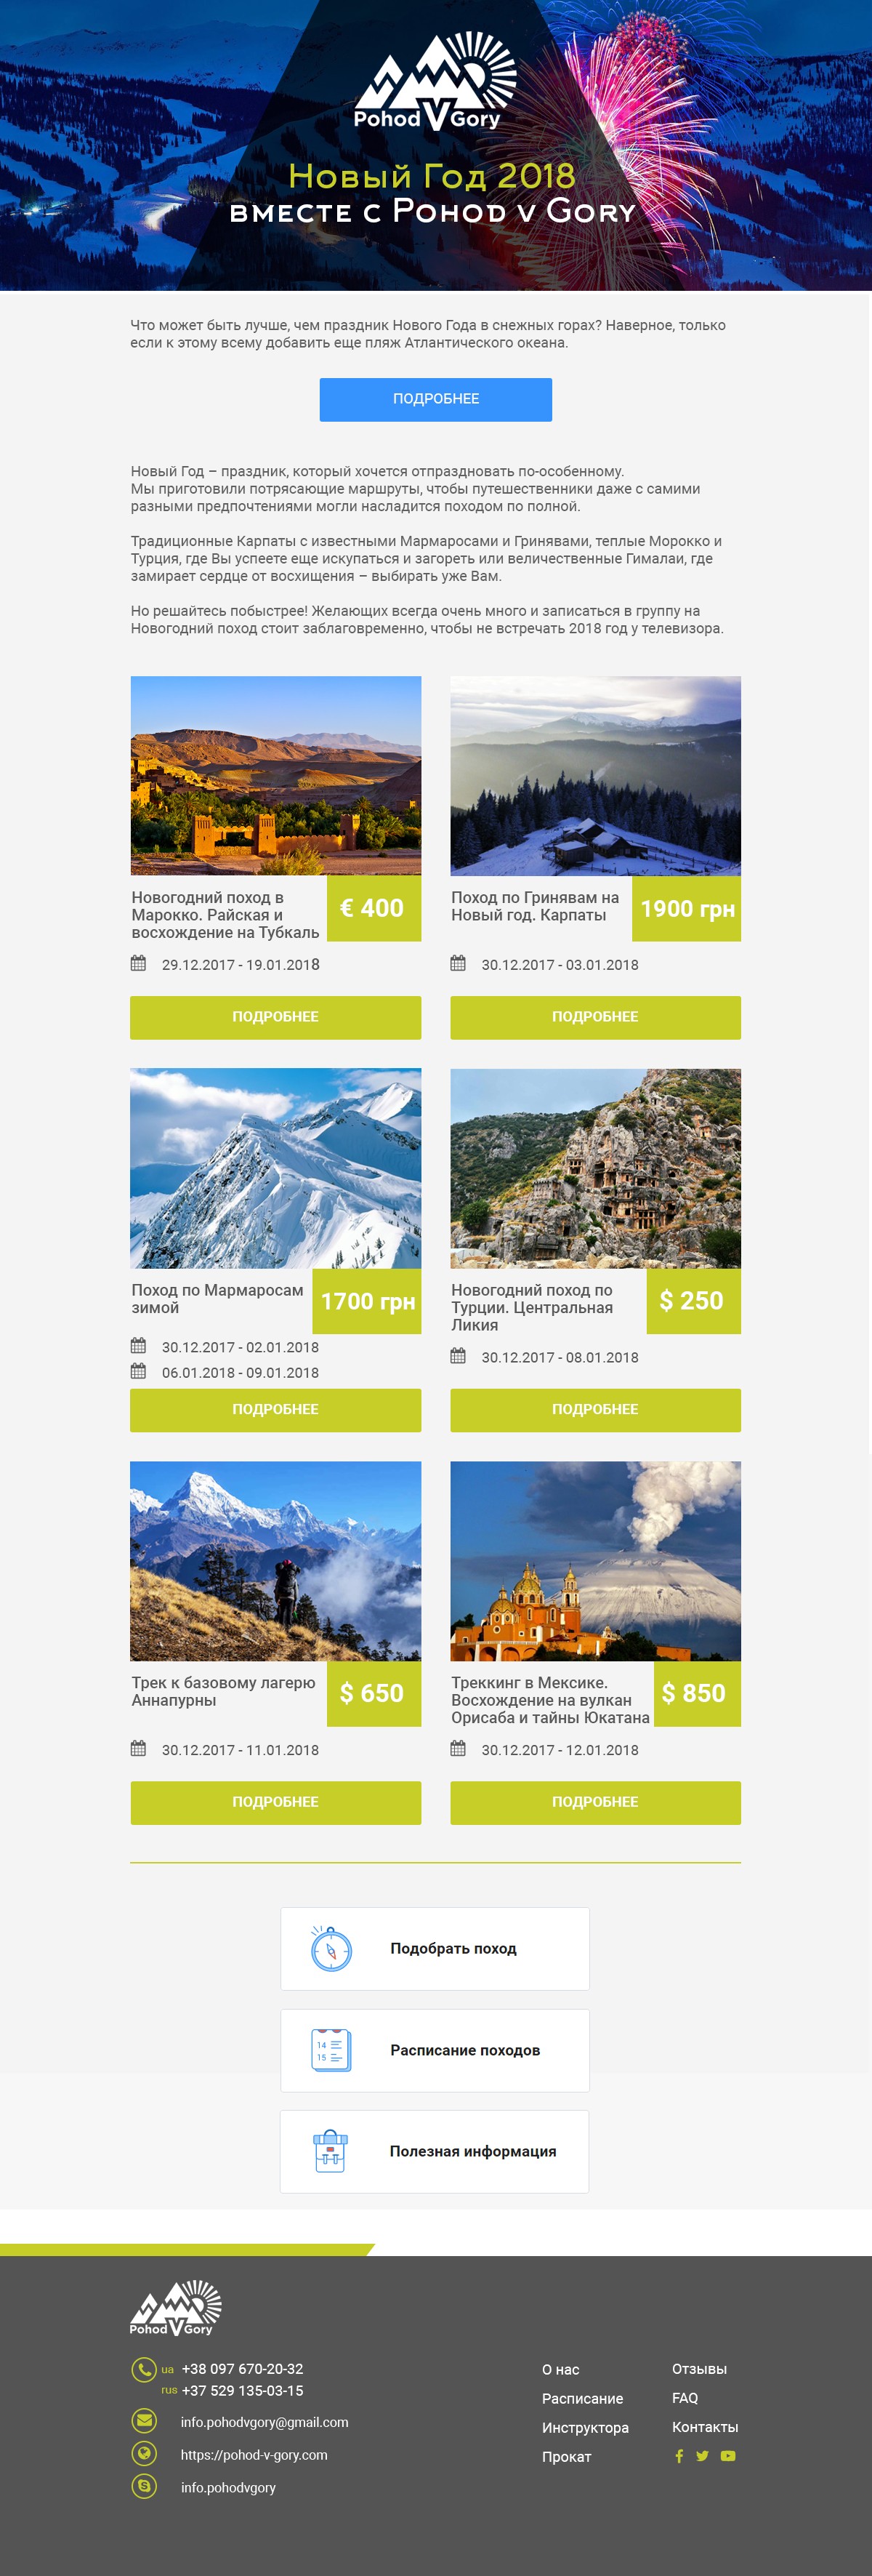 Pohod V Gory
Новый Год 2018
вместе с Pohod v Gory
Что может быть лучше, чем праздник Нового Года в снежных горах? Наверное, только
если к этому всему добавить еще пляж Атлантического океана.
ПОДРОБНЕЕ
Новый Год – праздник, который хочется отпраздновать по-особенному.
Мы приготовили потрясающие маршруты, чтобы путешественники даже с самими
разными предпочтениями могли насладится походом по полной.
Традиционные Карпаты с известными Мармаросами и Гринявами, теплые Морокко и
Турция, где Вы успеете еще искупаться и загореть или величественные Гималаи, где
замирает сердце от восхищения – выбирать уже Вам.
Но решайтесь побыстрее! Желающих всегда очень много и записаться в группу на
Новогодний поход стоит заблаговременно, чтобы не встречать 2018 год у телевизора.
Новогодний поход в
Марокко. Райская и
восхождение на Тубкаль
€ 400
29.12.2017 - 19.01.2018
ПОДРОБНЕЕ
Поход по Гринявам на
Новый год. Карпаты
1900 грн
30.12.2017 - 03.01.2018
ПОДРОБНЕЕ
Поход по Мармаросам
зимой
1700 грн
30.12.2017 - 02.01.2018
06.01.2018 - 09.01.2018
ПОДРОБНЕЕ
Новогодний поход по
Турции. Центральная
Ликия
$ 250
30.12.2017 - 08.01.2018
ПОДРОБНЕЕ
Трек к базовому лагерю
Аннапурны
$ 650
30.12.2017 - 11.01.2018
ПОДРОБНЕЕ
Треккинг в Мексике.
Восхождение на вулкан
Орисаба и тайны Юкатана
$ 850
30.12.2017 - 12.01.2018
ПОДРОБНЕЕ
Подобрать поход
14
15
Расписание походов
Полезная информация
Pohod V Gory
ua +38 097 670-20-32
rus +37 529 135-03-15
info.pohodvgory@gmail.com
https://pohod-v-gory.com
info.pohodvgory
О нас
Расписание
Инструктора
Прокат
Отзывы
FAQ
Контакты